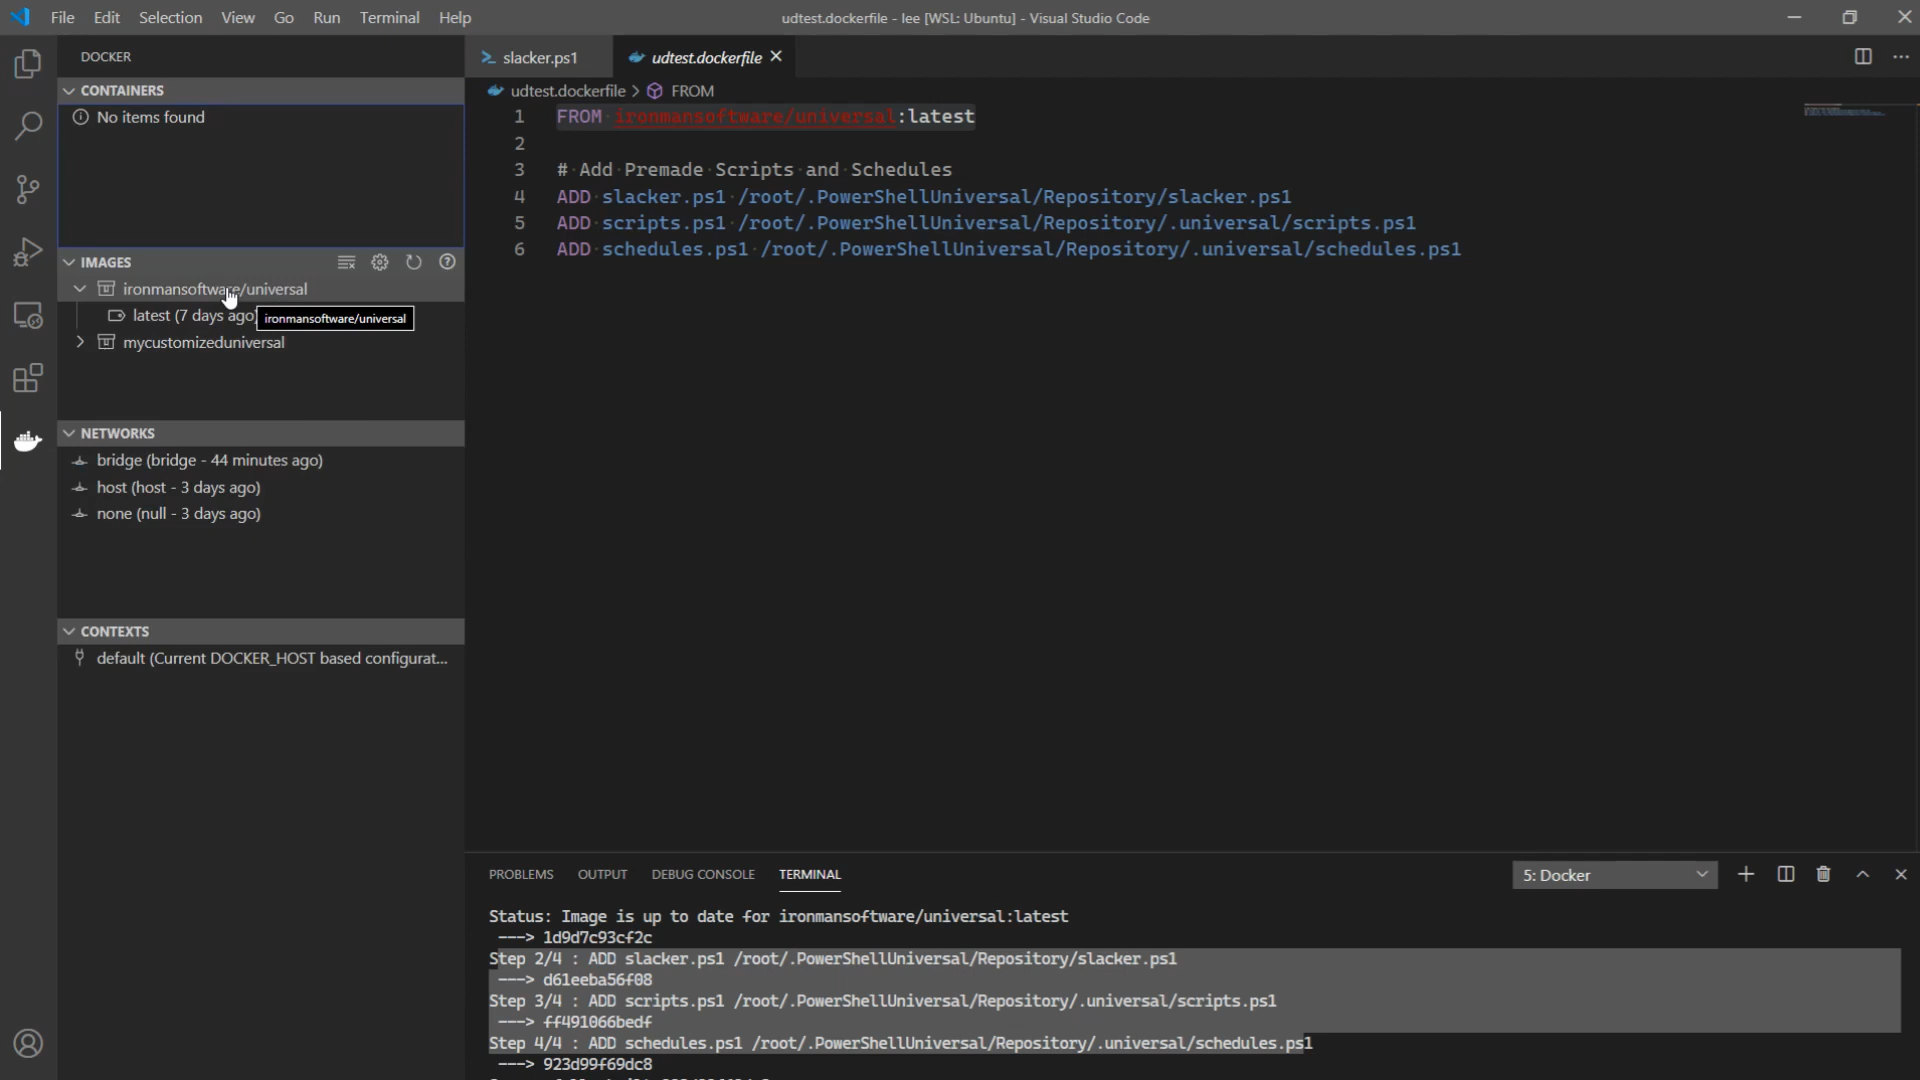 File Edit Selection View Go Run Terminal Help
udtest.dockerfile - lee [WSL: Ubuntu] - Visual Studio Code
DOCKER
CONTAINERS
No items found
IMAGES
ironmansoftware/universal
latest (7 days ago)
ironmansoftware/universal
mycustomizeduniversal
NETWORKS
bridge (bridge - 44 minutes ago)
host (host - 3 days ago)
none (null - 3 days ago)
CONTEXTS
default (Current DOCKER_HOST based configurat...
slacker.ps1
udtest.dockerfile
udtest.dockerfile > FROM
1 FROM ironmansoftware/universal:latest
2
3 # Add Premade Scripts and Schedules
4 ADD slacker.ps1 /root/.PowerShellUniversal/Repository/slacker.ps1
5 ADD scripts.ps1 /root/.PowerShellUniversal/Repository/.universal/scripts.ps1
6 ADD schedules.ps1 /root/.PowerShellUniversal/Repository/.universal/schedules.ps1
PROBLEMS OUTPUT DEBUG CONSOLE TERMINAL
5: Docker
Status: Image is up to date for ironmansoftware/universal:latest
---> 1d9d7c93cf2c
Step 2/4 : ADD slacker.ps1 /root/.PowerShellUniversal/Repository/slacker.ps1
---> d61eeba56f08
Step 3/4 : ADD scripts.ps1 /root/.PowerShellUniversal/Repository/.universal/scripts.ps1
---> ff491066bedf
Step 4/4 : ADD schedules.ps1 /root/.PowerShellUniversal/Repository/.universal/schedules.ps1
---> 923d99f69dc8